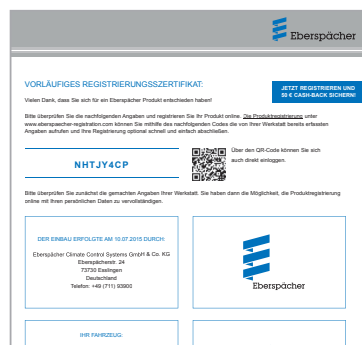 Eberspächer
VORLÄUFIGES REGISTRIERUNGSZERTIFIKAT:
JETZT REGISTRIEREN UND
50 € CASH-BACK SICHERN!
Vielen Dank, dass Sie sich für ein Eberspächer Produkt entschieden haben!
Bitte überprüfen Sie die nachfolgenden Angaben und registrieren Sie Ihr Produkt online. Die Produktregistrierung unter
www.eberspaecher-registration.com können Sie mithilfe des nachfolgenden Codes die von Ihrer Werkstatt bereits erfassten
Angaben aufrufen und Ihre Registrierung optional schnell und einfach abschließen.
NHTJY4CP
Über den QR-Code können Sie sich
auch direkt einloggen.
Bitte überprüfen Sie zunächst die gemachten Angaben Ihrer Werkstatt. Sie haben dann die Möglichkeit, die Produktregistrierung
online mit Ihren persönlichen Daten zu vervollständigen.
DER EINBAU ERFOLGTE AM 10.07.2015 DURCH:
Eberspächer Climate Control Systems GmbH & Co. KG
Eberspächerstr. 24
73730 Esslingen
Deutschland
Telefon: +49 (711) 93900
Eberspächer
IHR FAHRZEUG: